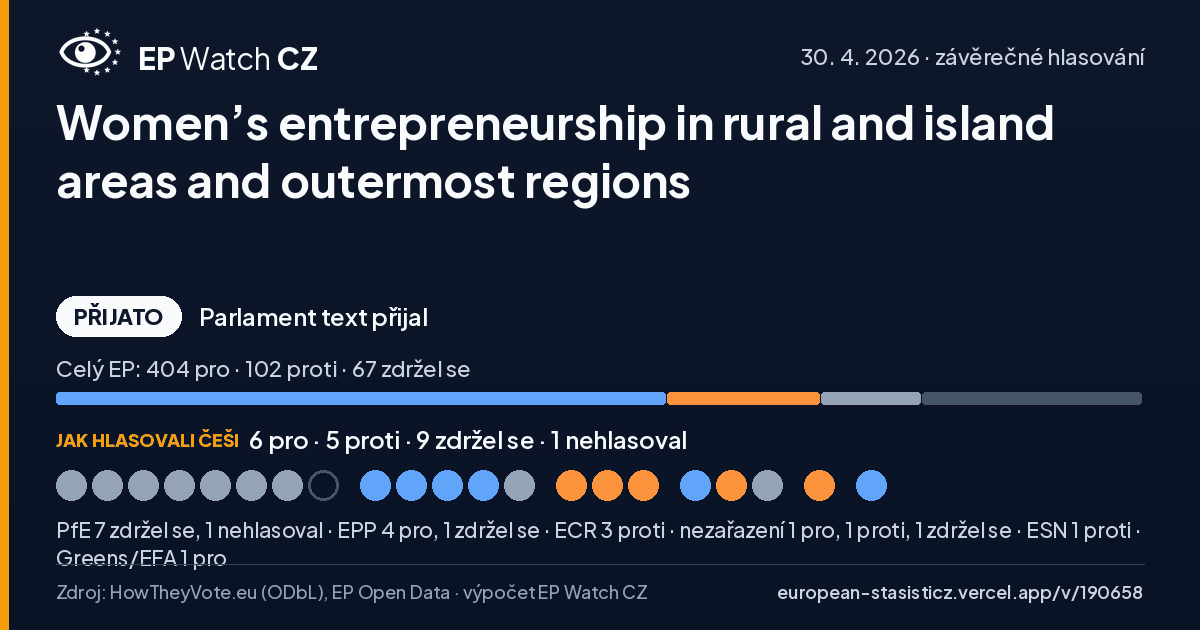 EP Watch CZ
30. 4. 2026 · závěrečné hlasování
Women’s entrepreneurship in rural and island
areas and outermost regions
PŘIJATO Parlament text přijal
Celý EP: 404 pro · 102 proti · 67 zdržel se
JAK HLASOVALI ČEŠI 6 pro · 5 proti · 9 zdržel se · 1 nehlasoval
PfE 7 zdržel se, 1 nehlasoval · EPP 4 pro, 1 zdržel se · ECR 3 proti · nezařazení 1 pro, 1 proti, 1 zdržel se · ESN 1 proti ·
Greens/EFA 1 pro
Zdroj: HowTheyVote.eu (ODbL), EP Open Data · výpočet EP Watch CZ
european-stasisticz.vercel.app/v/190658